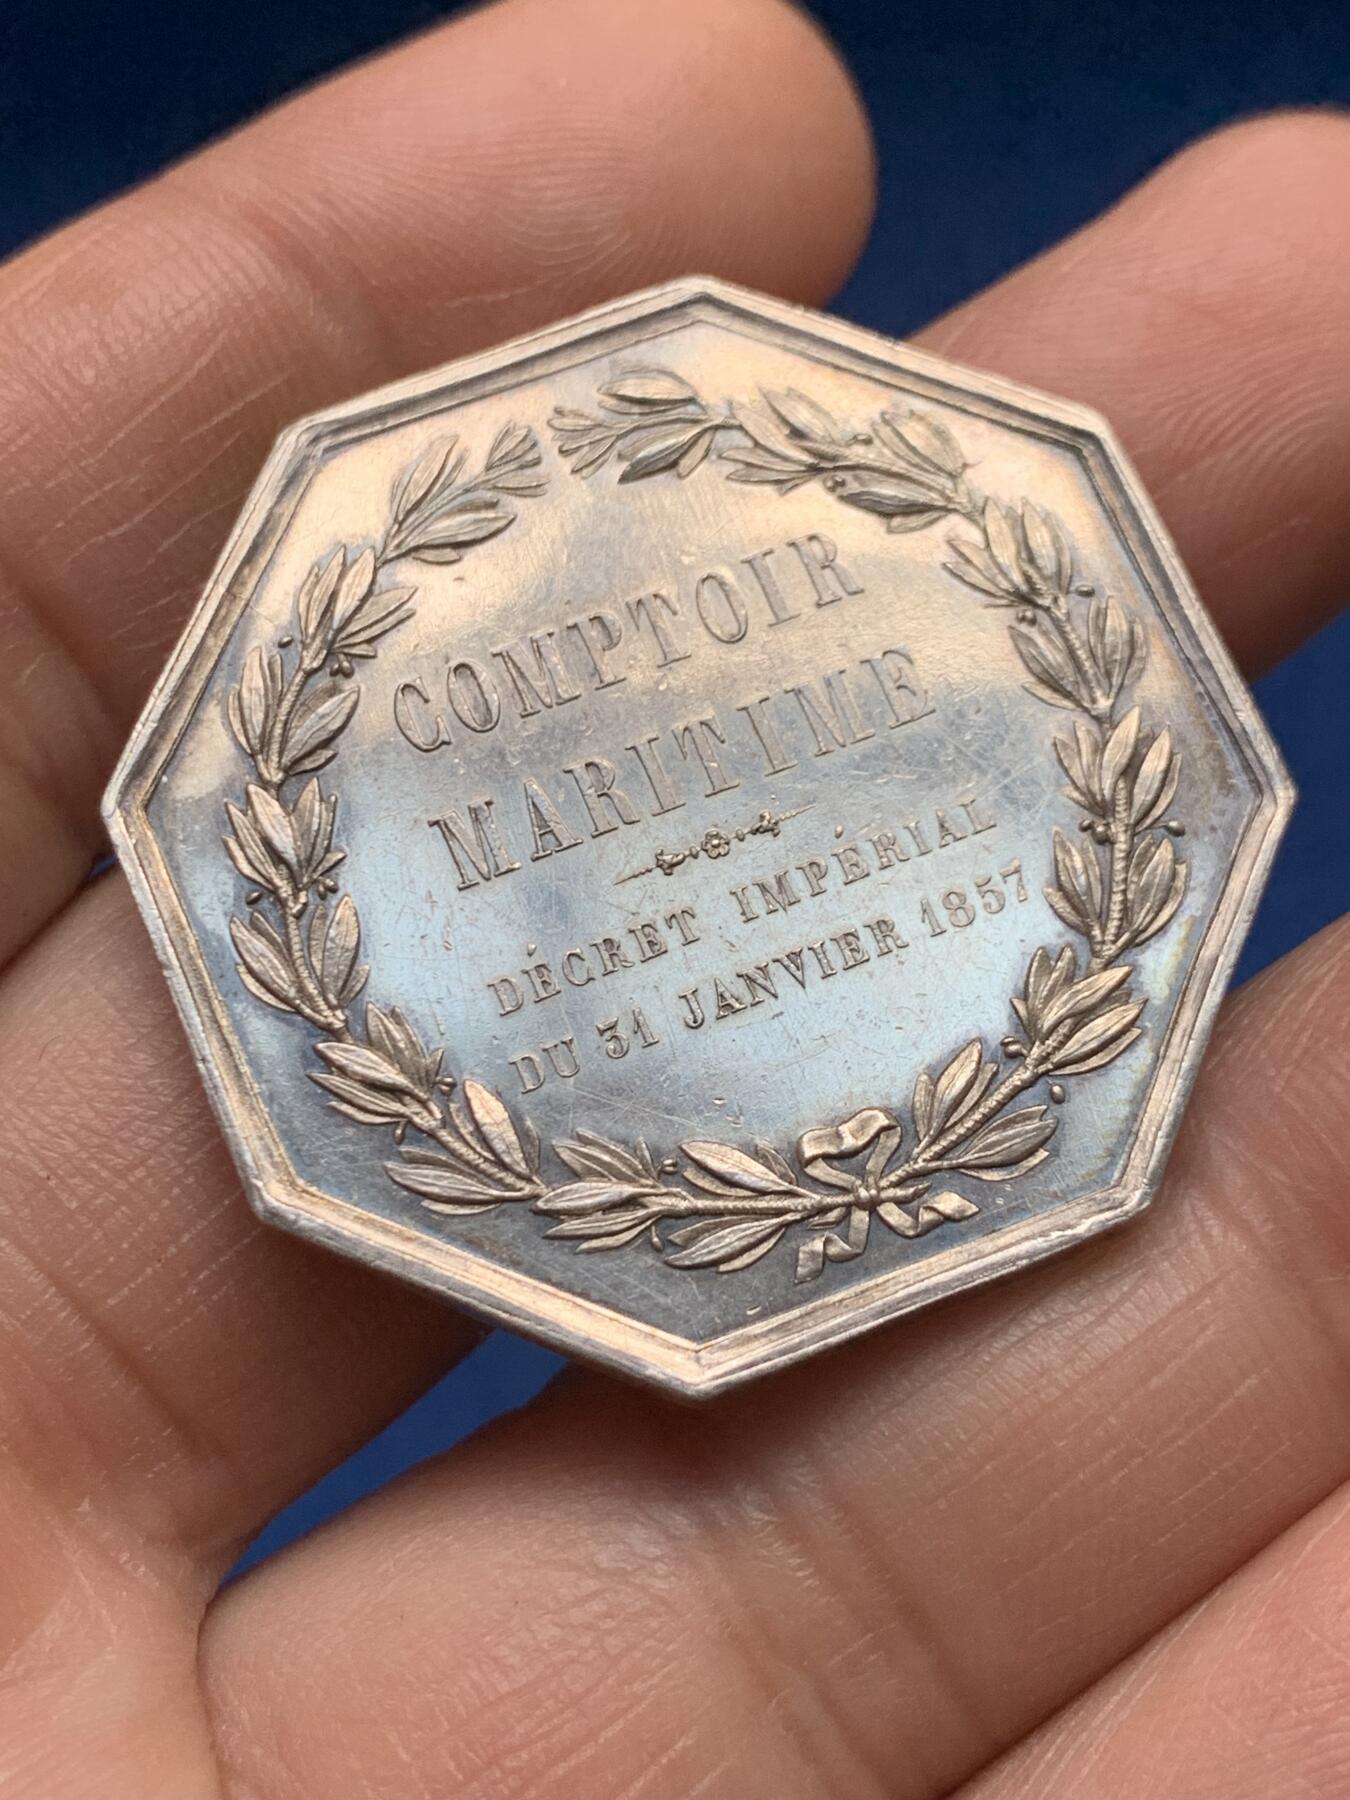 COMPTOIR
MARITIME
DÉCRET IMPÉRIAL
DU 31 JANVIER 1857